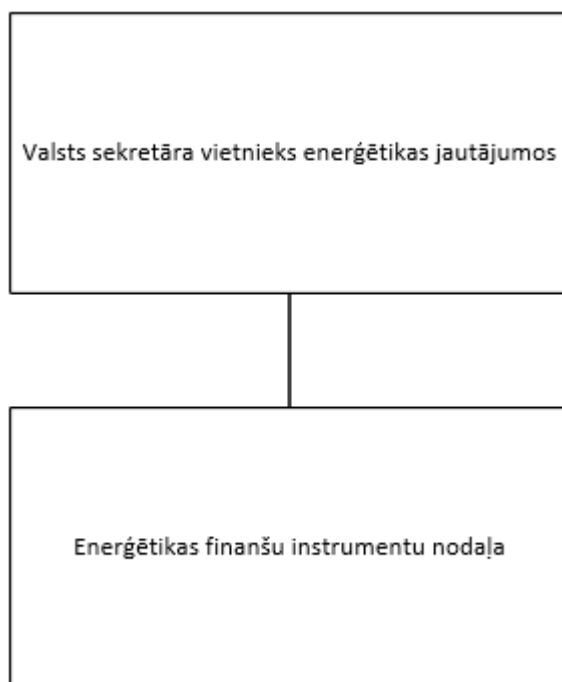 Valsts sekretāra vietnieks enerģētikas jautājumos
Enerģētikas finanšu instrumentu nodaļa